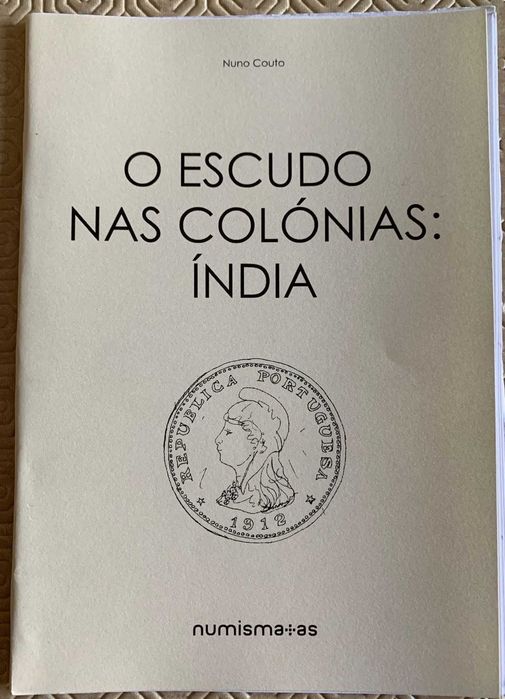 Nuno Couto
O ESCUDO
NAS COLÓNIAS:
ÍNDIA
REPUBLICA PORTUGUESA
1912
numismatas